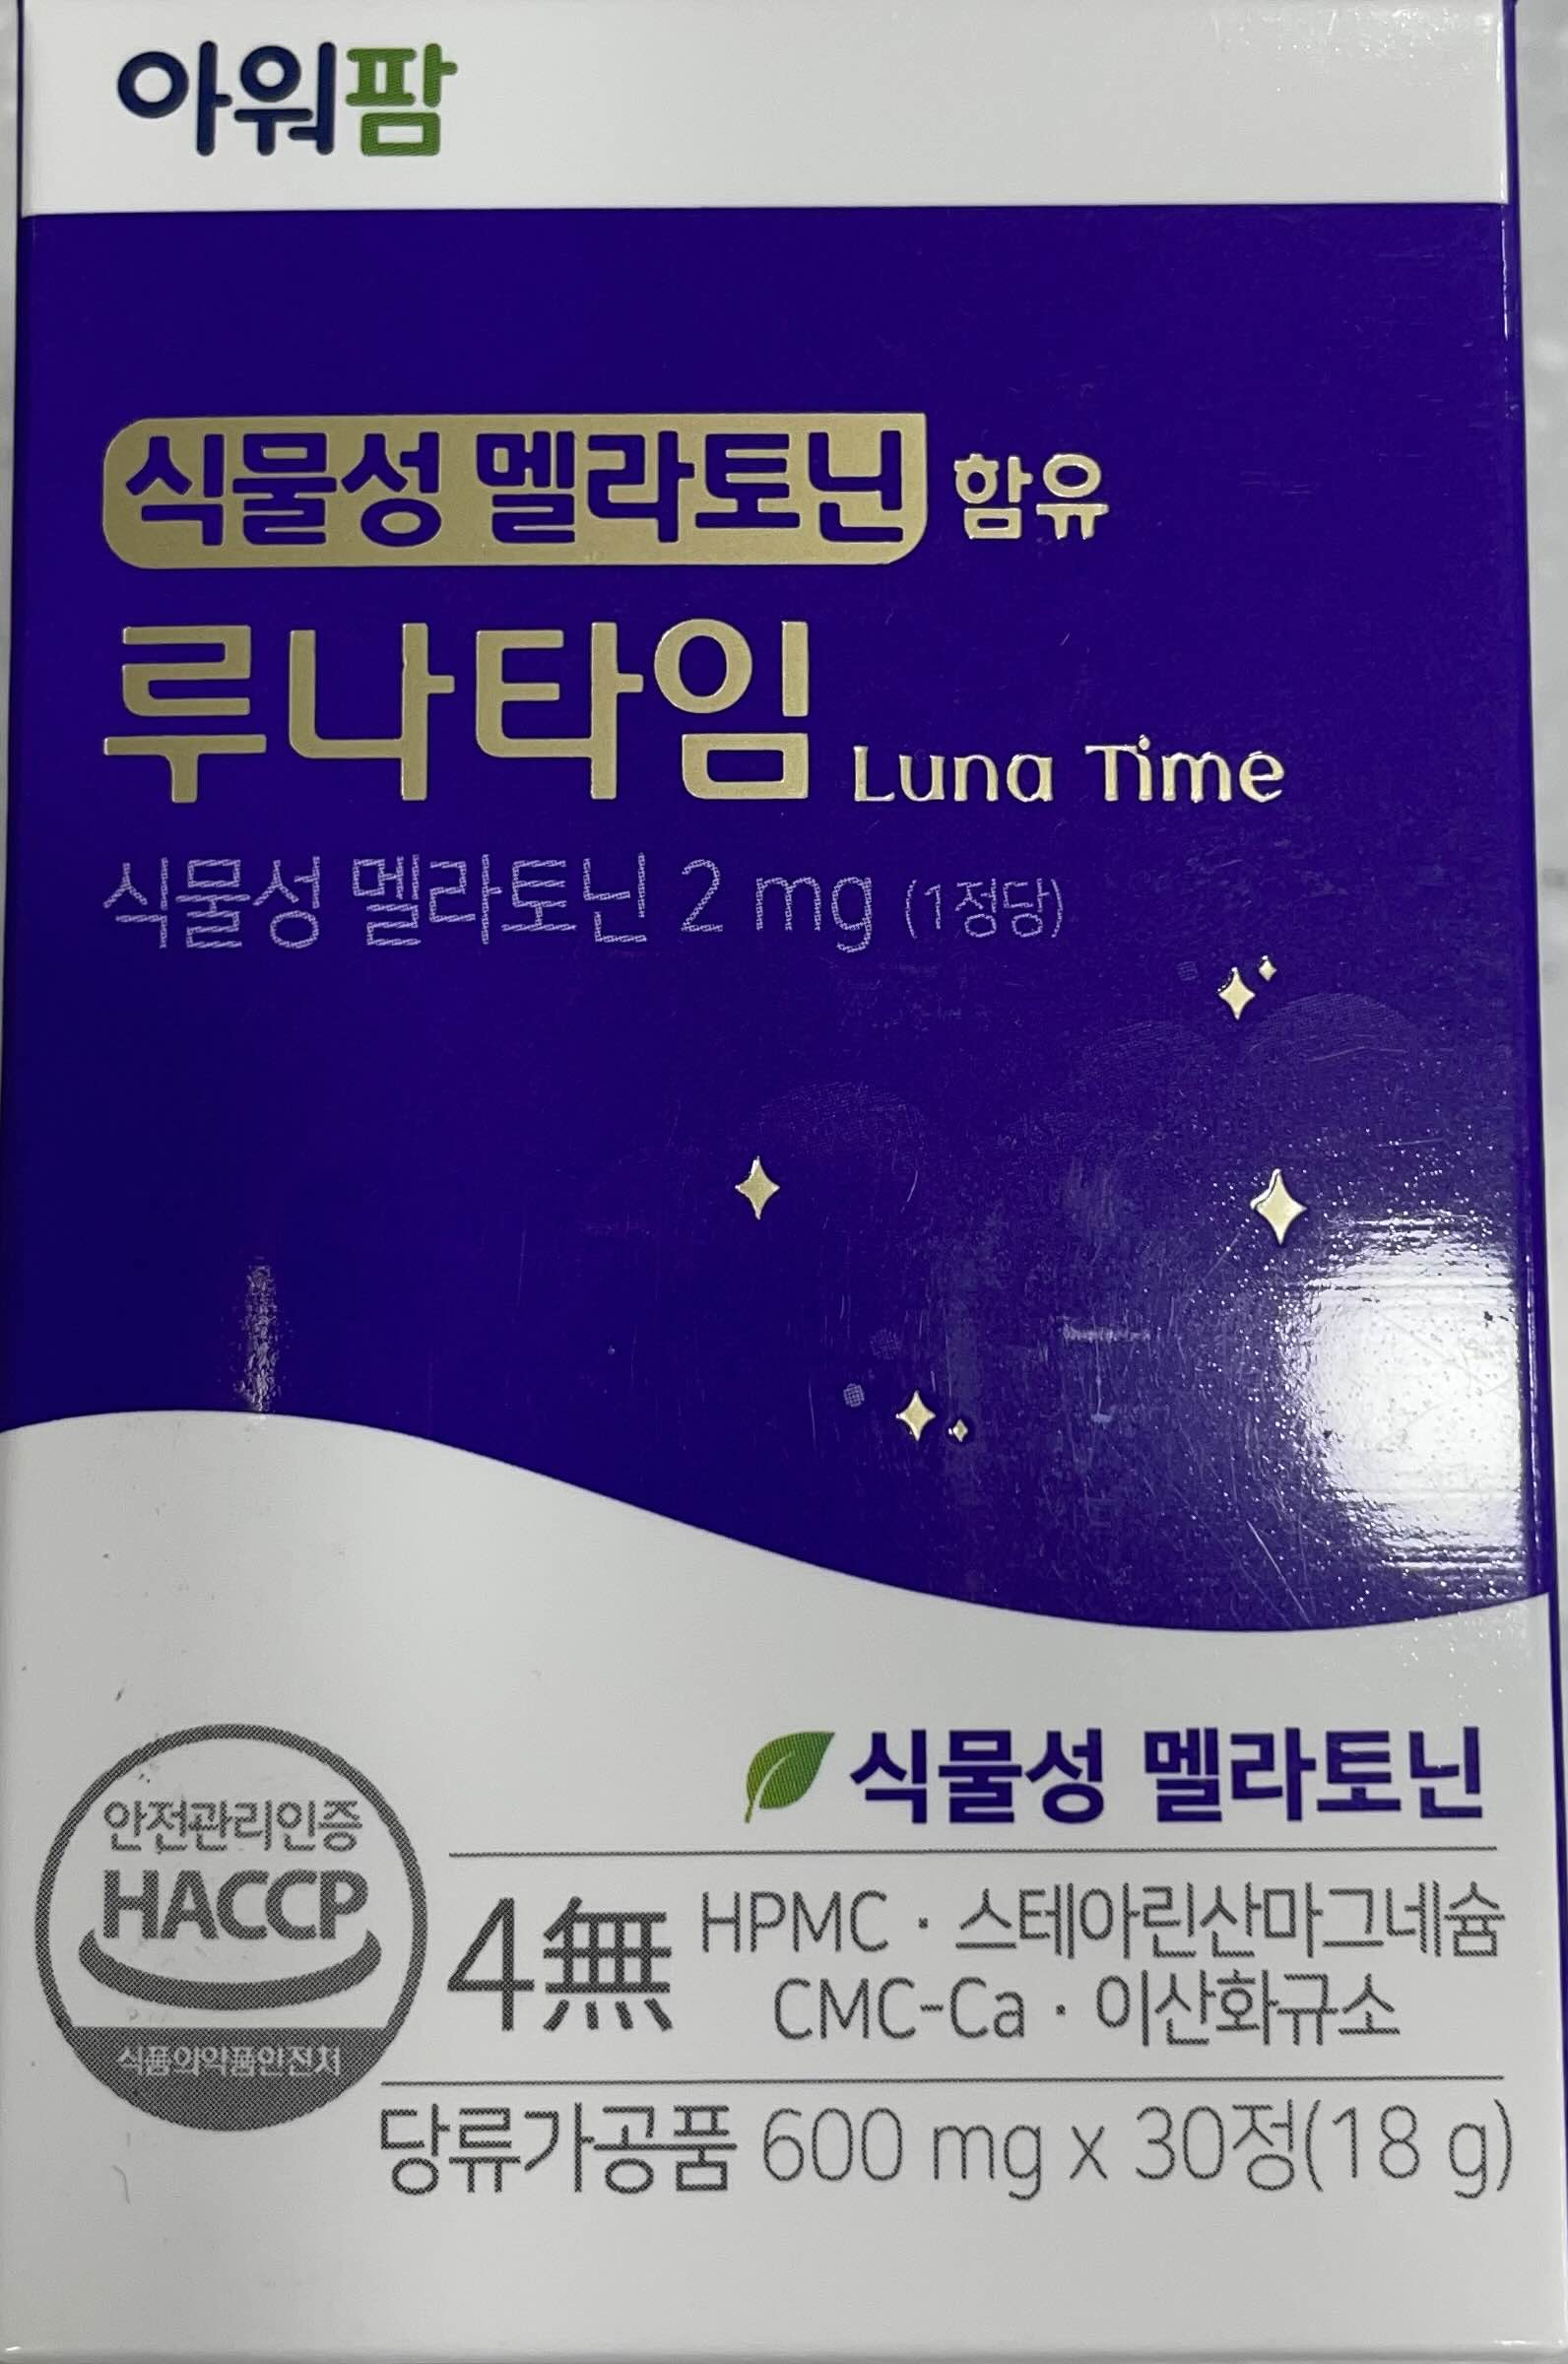 아워팜
식물성 멜라토닌 함유
루나타임 Luna Time
식물성 멜라토닌 2 mg (1정당)
식물성 멜라토닌
안전관리인증
HACCP
식품의약품안전처
4無 HPMC · 스테아린산마그네슘
CMC-Ca · 이산화규소
당류가공품 600 mg x 30정(18 g)